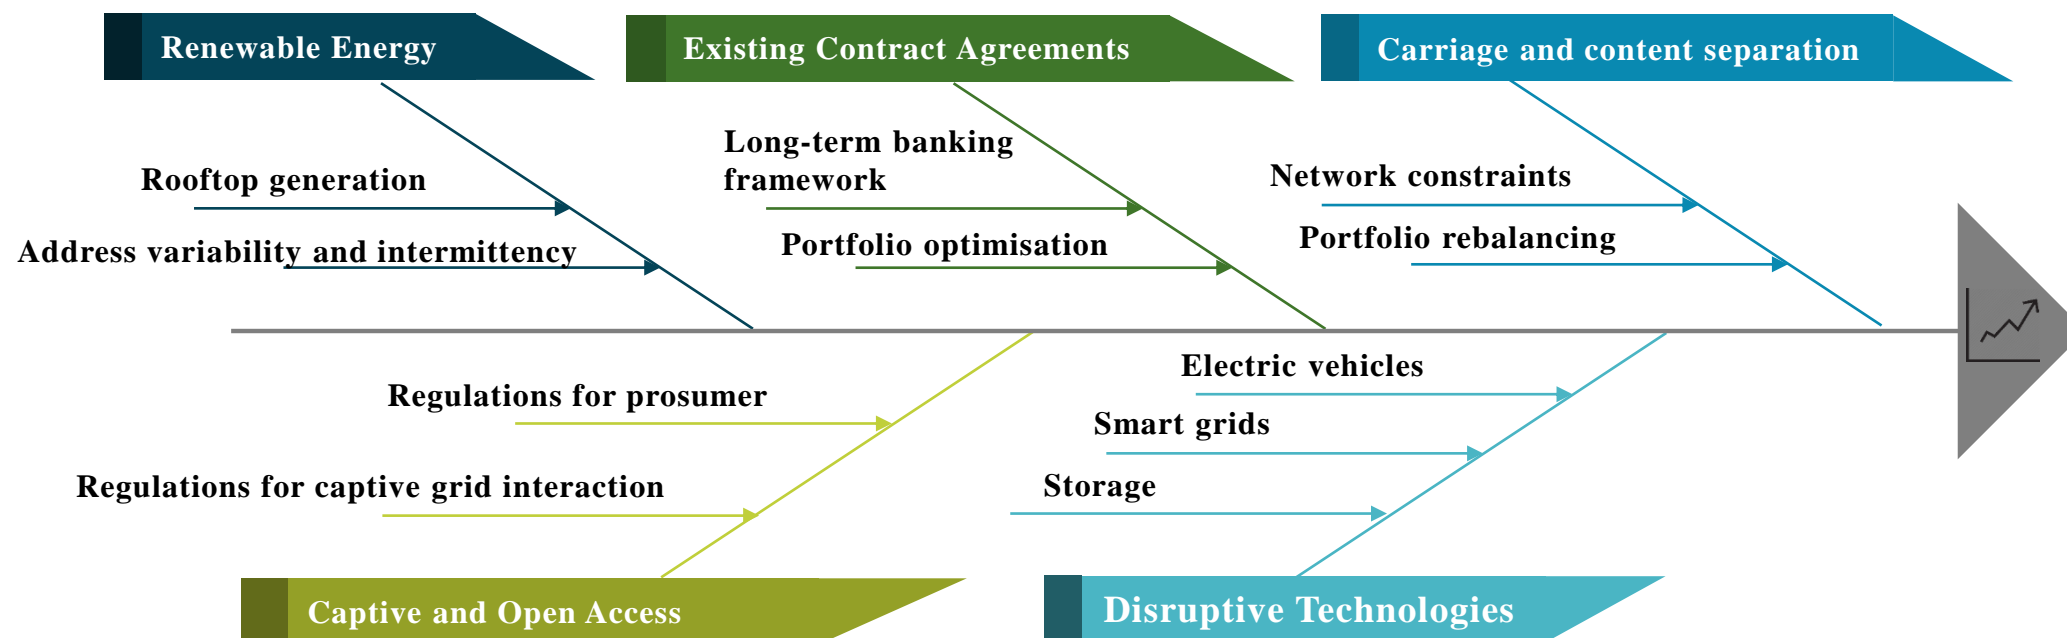 Renewable Energy
Existing Contract Agreements
Carriage and content separation
Rooftop generation
Address variability and intermittency
Long-term banking
framework
Portfolio optimisation
Network constraints
Portfolio rebalancing
Regulations for prosumer
Regulations for captive grid interaction
Electric vehicles
Smart grids
Storage
Captive and Open Access
Disruptive Technologies